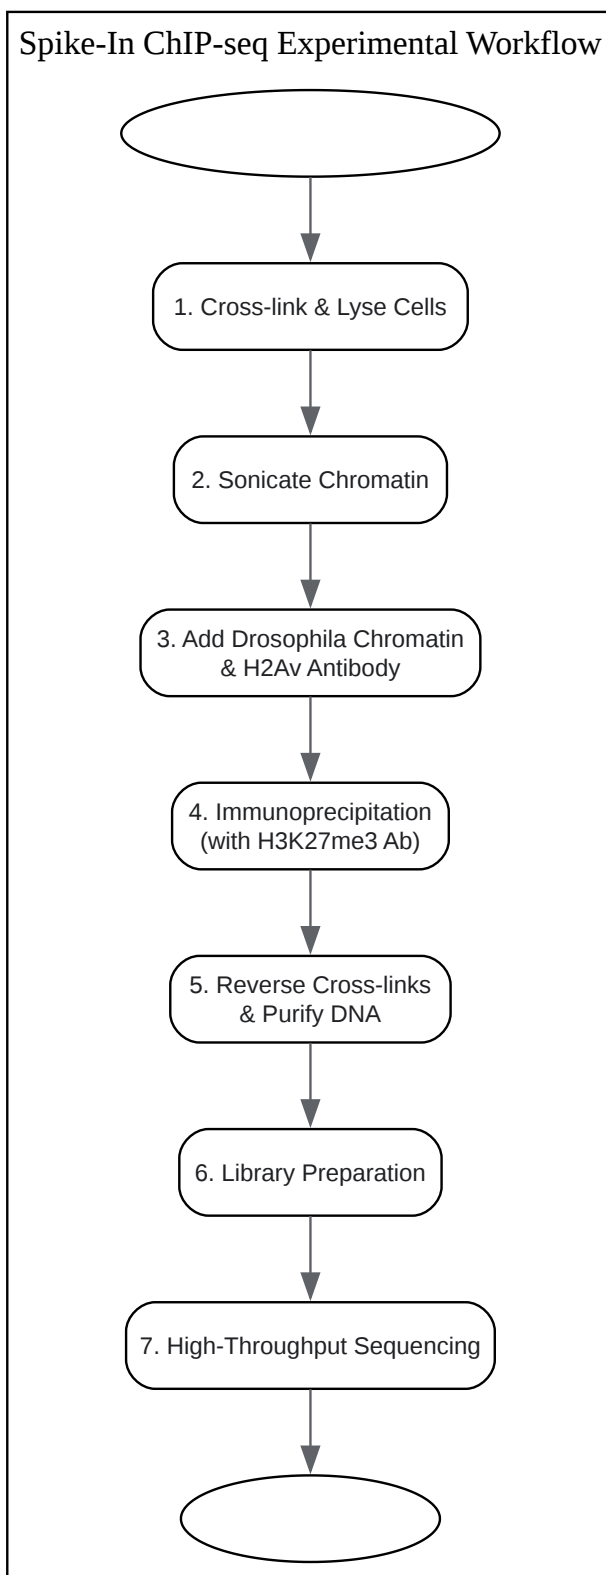 Spike-In ChIP-seq Experimental Workflow
1. Cross-link & Lyse Cells
2. Sonicate Chromatin
3. Add Drosophila Chromatin
& H2Av Antibody
4. Immunoprecipitation
(with H3K27me3 Ab)
5. Reverse Cross-links
& Purify DNA
6. Library Preparation
7. High-Throughput Sequencing